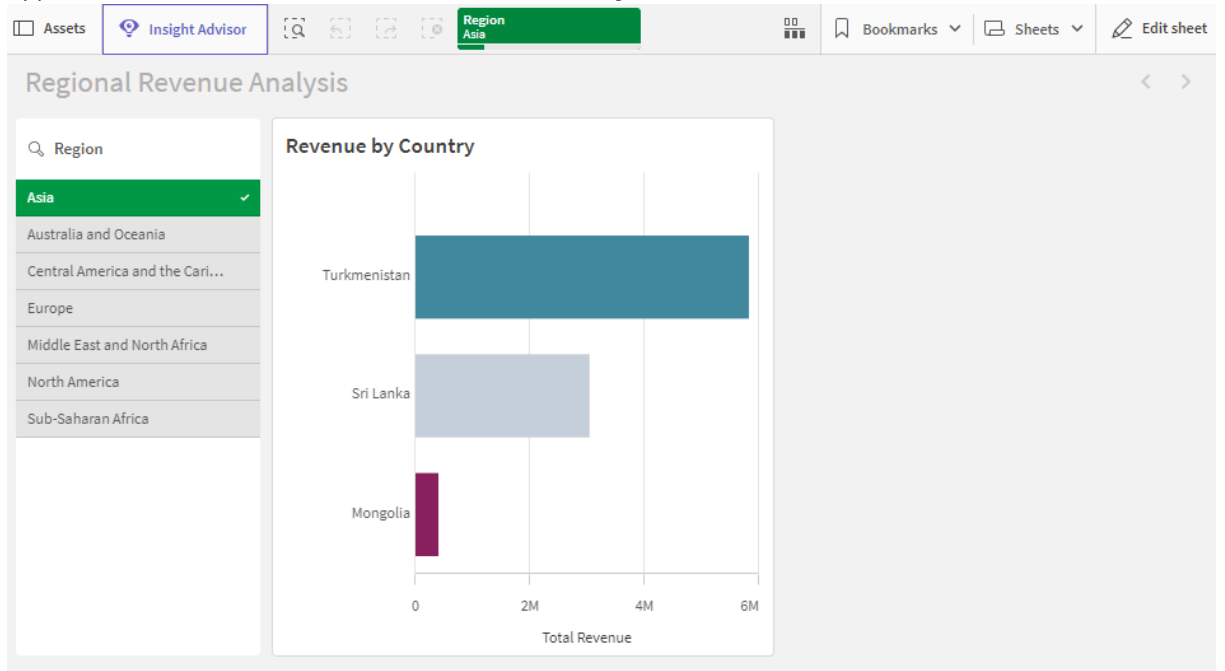 Assets
Insight Advisor
Region
Asia
Bookmarks
Sheets
Edit sheet
Regional Revenue Analysis
Region
Asia
Australia and Oceania
Central America and the Cari...
Europe
Middle East and North Africa
North America
Sub-Saharan Africa
Revenue by Country
Turkmenistan
Sri Lanka
Mongolia
0 2M 4M 6M
Total Revenue